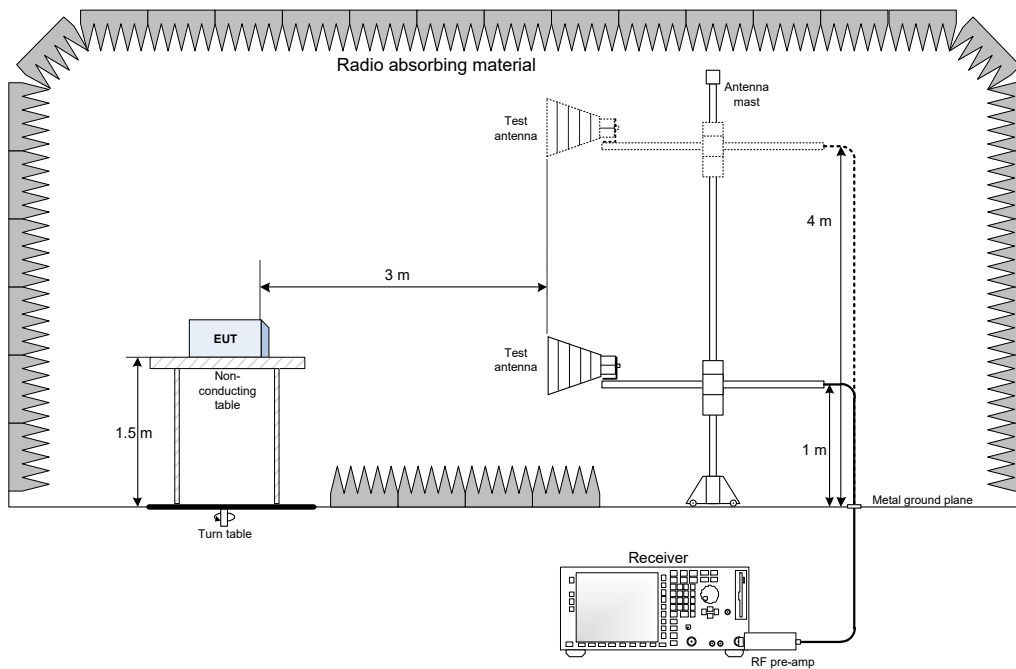 Radio absorbing material
Antenna
mast
Test
antenna
4 m
3 m
EUT
Test
antenna
Non-
conducting
table
1.5 m
1 m
Metal ground plane
Turn table
Receiver
RF pre-amp